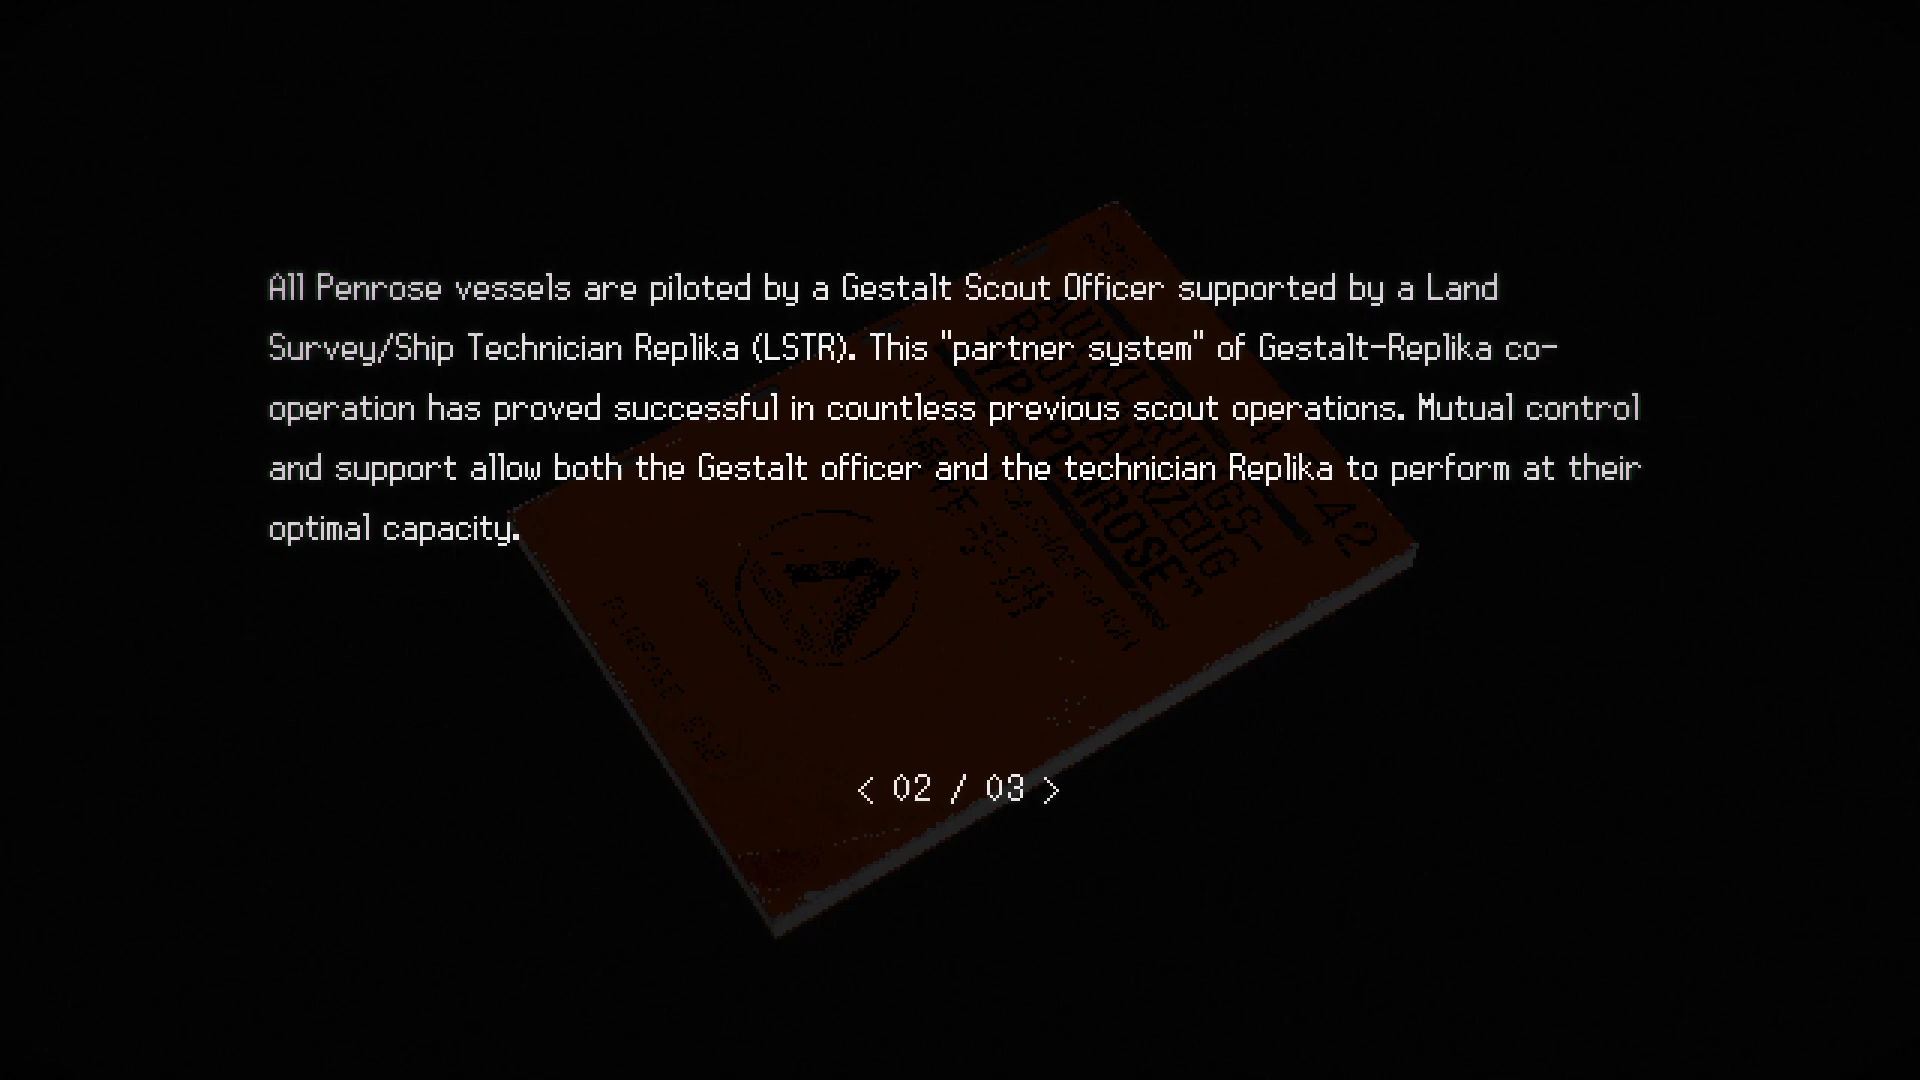 All Penrose vessels are piloted by a Gestalt Scout Officer supported by a Land
Survey/Ship Technician Replika (LSTR). This "partner system" of Gestalt-Replika co-
operation has proved successful in countless previous scout operations. Mutual control
and support allow both the Gestalt officer and the technician Replika to perform at their
optimal capacity.
PENROSE"
< 02 / 03 >